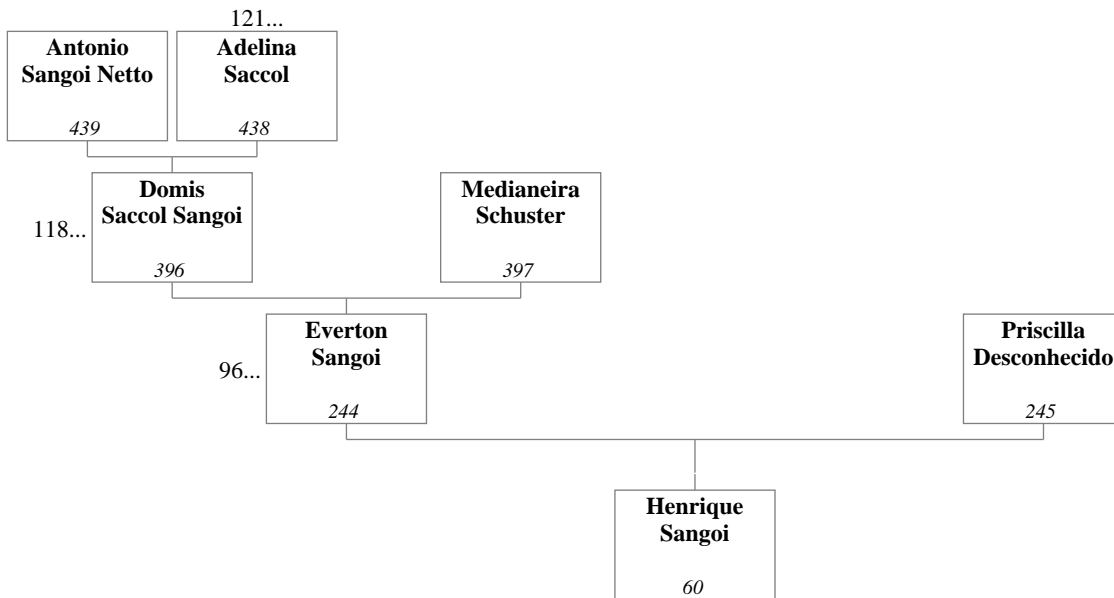 121...
Antonio
Sangoi Netto
439
Adelina
Saccol
438
118...
Domis
Saccol Sangoi
396
Medianeira
Schuster
397
96...
Everton
Sangoi
244
Priscilla
Desconhecido
245
Henrique
Sangoi
60